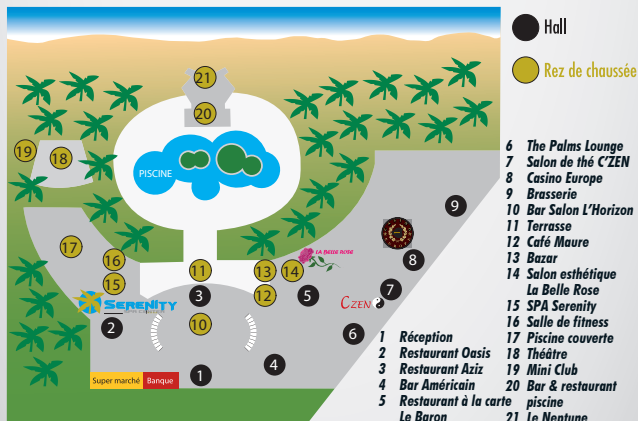 Hall
Rez de chaussée
21
20
19
18
PISCINE
17
16
15
SERENITY
2
11
3
10
13
14
LA BELLE ROSE
12
5
9
8
7
CZEN
6
4
1
Super marché
Banque
1 Réception
2 Restaurant Oasis
3 Restaurant Aziz
4 Bar Américain
5 Restaurant à la carte
Le Baron
6 The Palms Lounge
7 Salon de thé C'ZEN
8 Casino Europe
9 Brasserie
10 Bar Salon L'Horizon
11 Terrasse
12 Café Maure
13 Bazar
14 Salon esthétique
La Belle Rose
15 SPA Serenity
16 Salle de fitness
17 Piscine couverte
18 Théâtre
19 Mini Club
20 Bar & restaurant
piscine
21 Le Neptune